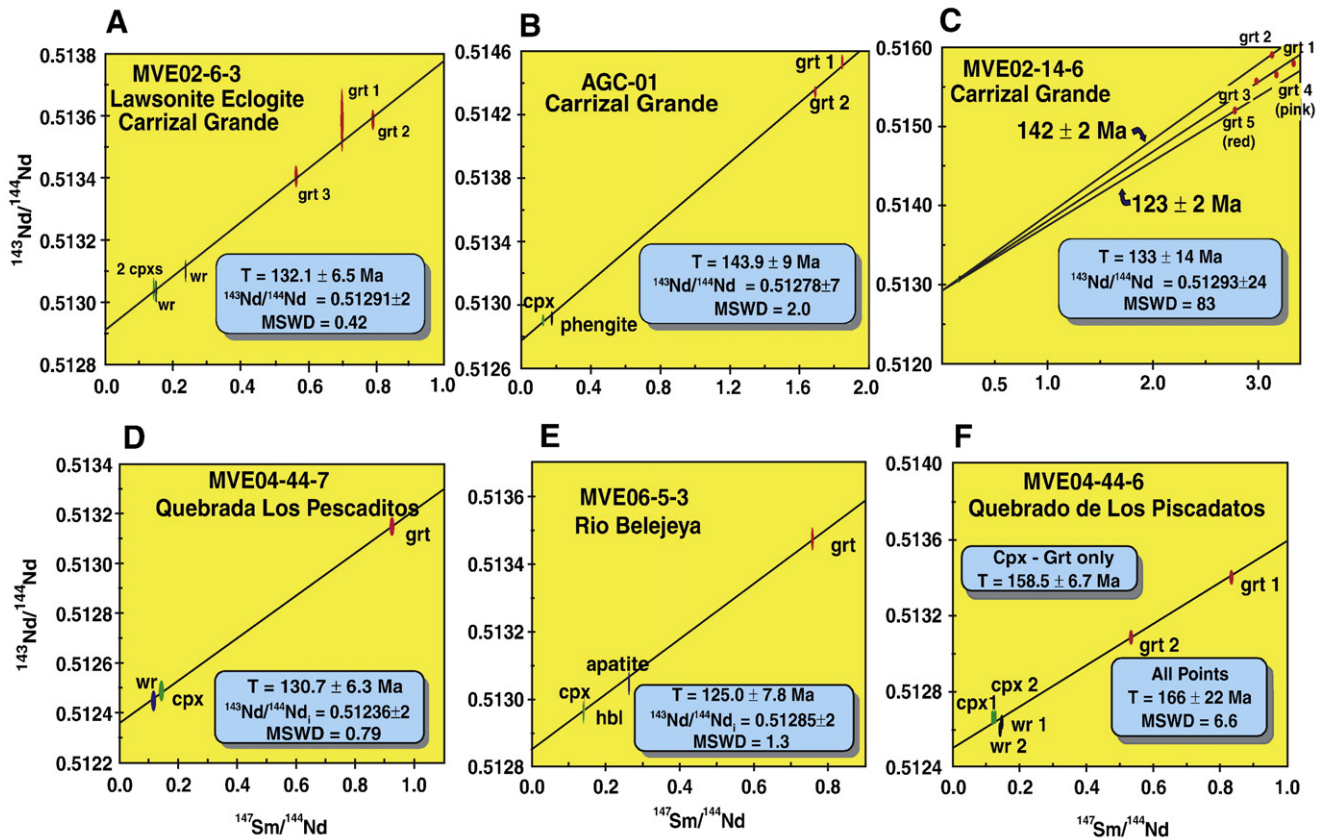 A
MVE02-6-3
Lawsonite Eclogite
Carrizal Grande
grt 1
grt 2
grt 3
2 cpxs
wr
wr
T = 132.1 ± 6.5 Ma
143Nd/144Nd = 0.51291±2
MSWD = 0.42
143Nd/144Nd
0.5138
0.5136
0.5134
0.5132
0.5130
0.5128
0.0 0.2 0.4 0.6 0.8 1.0
B
AGC-01
Carrizal Grande
grt 1
grt 2
cpx
phengite
T = 143.9 ± 9 Ma
143Nd/144Nd = 0.51278±7
MSWD = 2.0
0.5146
0.5142
0.5138
0.5134
0.5130
0.5126
0.0 0.4 0.8 1.2 1.6 2.0
C
MVE02-14-6
Carrizal Grande
grt 2
grt 1
grt 3
grt 4
(pink)
grt 5
(red)
142 ± 2 Ma
123 ± 2 Ma
T = 133 ± 14 Ma
143Nd/144Nd = 0.51293±24
MSWD = 83
0.5160
0.5150
0.5140
0.5130
0.5120
0.5 1.0 2.0 3.0
D
MVE04-44-7
Quebrada Los Pescaditos
grt
wr
cpx
T = 130.7 ± 6.3 Ma
143Nd/144Ndi = 0.51236±2
MSWD = 0.79
143Nd/144Nd
0.5134
0.5132
0.5130
0.5128
0.5126
0.5124
0.5122
0.0 0.2 0.4 0.6 0.8 1.0
147Sm/144Nd
E
MVE06-5-3
Rio Belejeya
grt
apatite
cpx
hbl
T = 125.0 ± 7.8 Ma
143Nd/144Ndi = 0.51285±2
MSWD = 1.3
0.5136
0.5134
0.5132
0.5130
0.5128
0.0 0.2 0.4 0.6 0.8
147Sm/144Nd
F
MVE04-44-6
Quebrado de Los Piscadatos
Cpx - Grt only
T = 158.5 ± 6.7 Ma
grt 1
grt 2
cpx 2
cpx1
wr 1
wr 2
All Points
T = 166 ± 22 Ma
MSWD = 6.6
0.5140
0.5136
0.5132
0.5128
0.5124
0.0 0.2 0.4 0.6 0.8 1.0
147Sm/144Nd